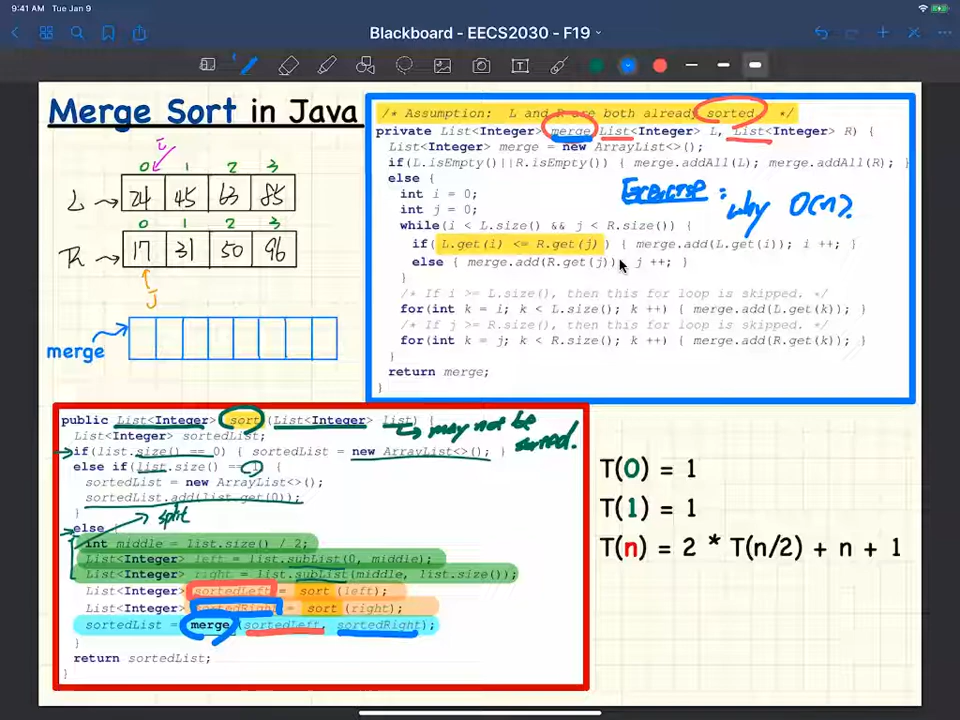 9:41 AM Tue Jan 9
Blackboard - EECS2030 - F19
Merge Sort in Java
i
0 1 2 3
L → 24 45 63 85
0 1 2 3
R → 17 31 50 96
j
merge
/* Assumption: L and R are both already sorted. */
private List<Integer> merge(List<Integer> L, List<Integer> R) {
List<Integer> merge = new ArrayList<>();
if(L.isEmpty()||R.isEmpty()) { merge.addAll(L); merge.addAll(R); }
else {
int i = 0;
int j = 0;
while(i < L.size() && j < R.size()) {
if( L.get(i) <= R.get(j) ) { merge.add(L.get(i)); i ++; }
else { merge.add(R.get(j)); j ++; }
}
/* If i >= L.size(), then this for loop is skipped. */
for(int k = i; k < L.size(); k ++) { merge.add(L.get(k)); }
/* If j >= R.size(), then this for loop is skipped. */
for(int k = j; k < R.size(); k ++) { merge.add(R.get(k)); }
}
return merge;
}
Exercise: why O(n).
public List<Integer> sort (List<Integer> list) {
may not be sorted.
List<Integer> sortedList;
if(list.size() == 0) { sortedList = new ArrayList<>(); }
else if(list.size() == 1) {
sortedList = new ArrayList<>();
sortedList.add(list.get(0));
}
split
else {
int middle = list.size() / 2;
List<Integer> left = list.subList(0, middle);
List<Integer> right = list.subList(middle, list.size());
List<Integer> sortedLeft = sort (left);
List<Integer> sortedRight = sort (right);
sortedList = merge (sortedLeft, sortedRight);
}
return sortedList;
}
T(0) = 1
T(1) = 1
T(n) = 2 * T(n/2) + n + 1